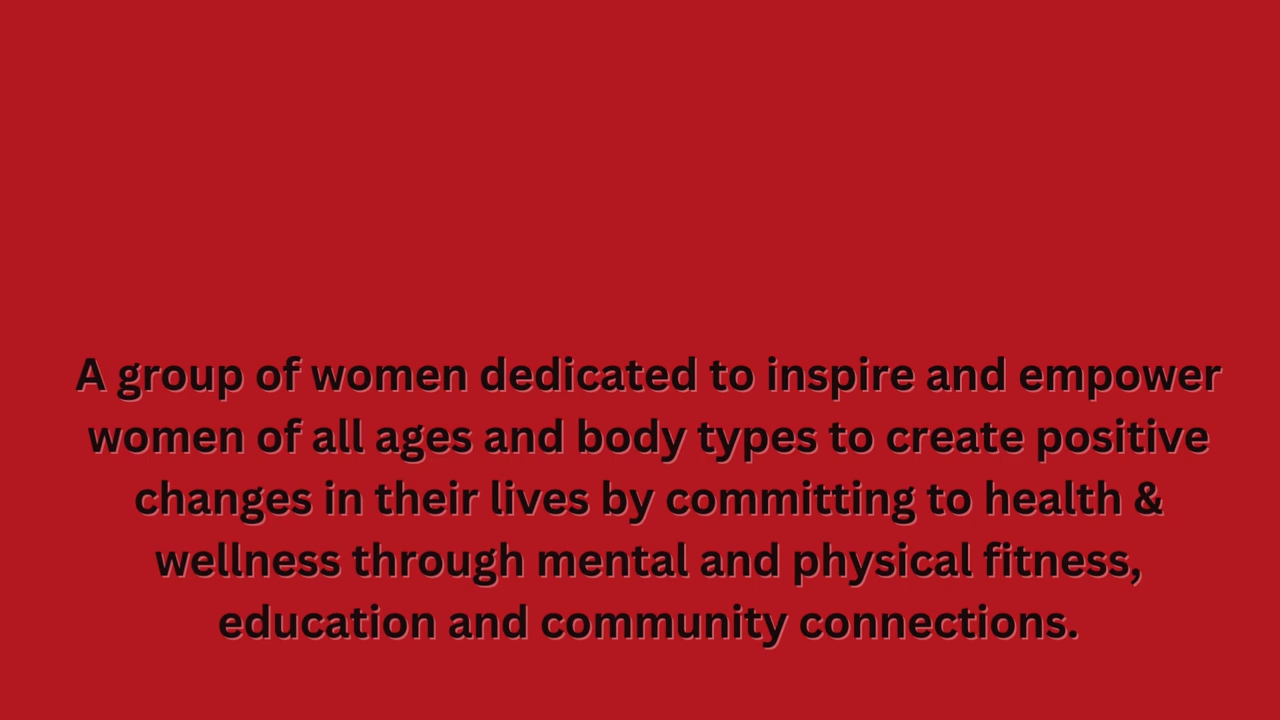 A group of women dedicated to inspire and empower
women of all ages and body types to create positive
changes in their lives by committing to health &
wellness through mental and physical fitness,
education and community connections.